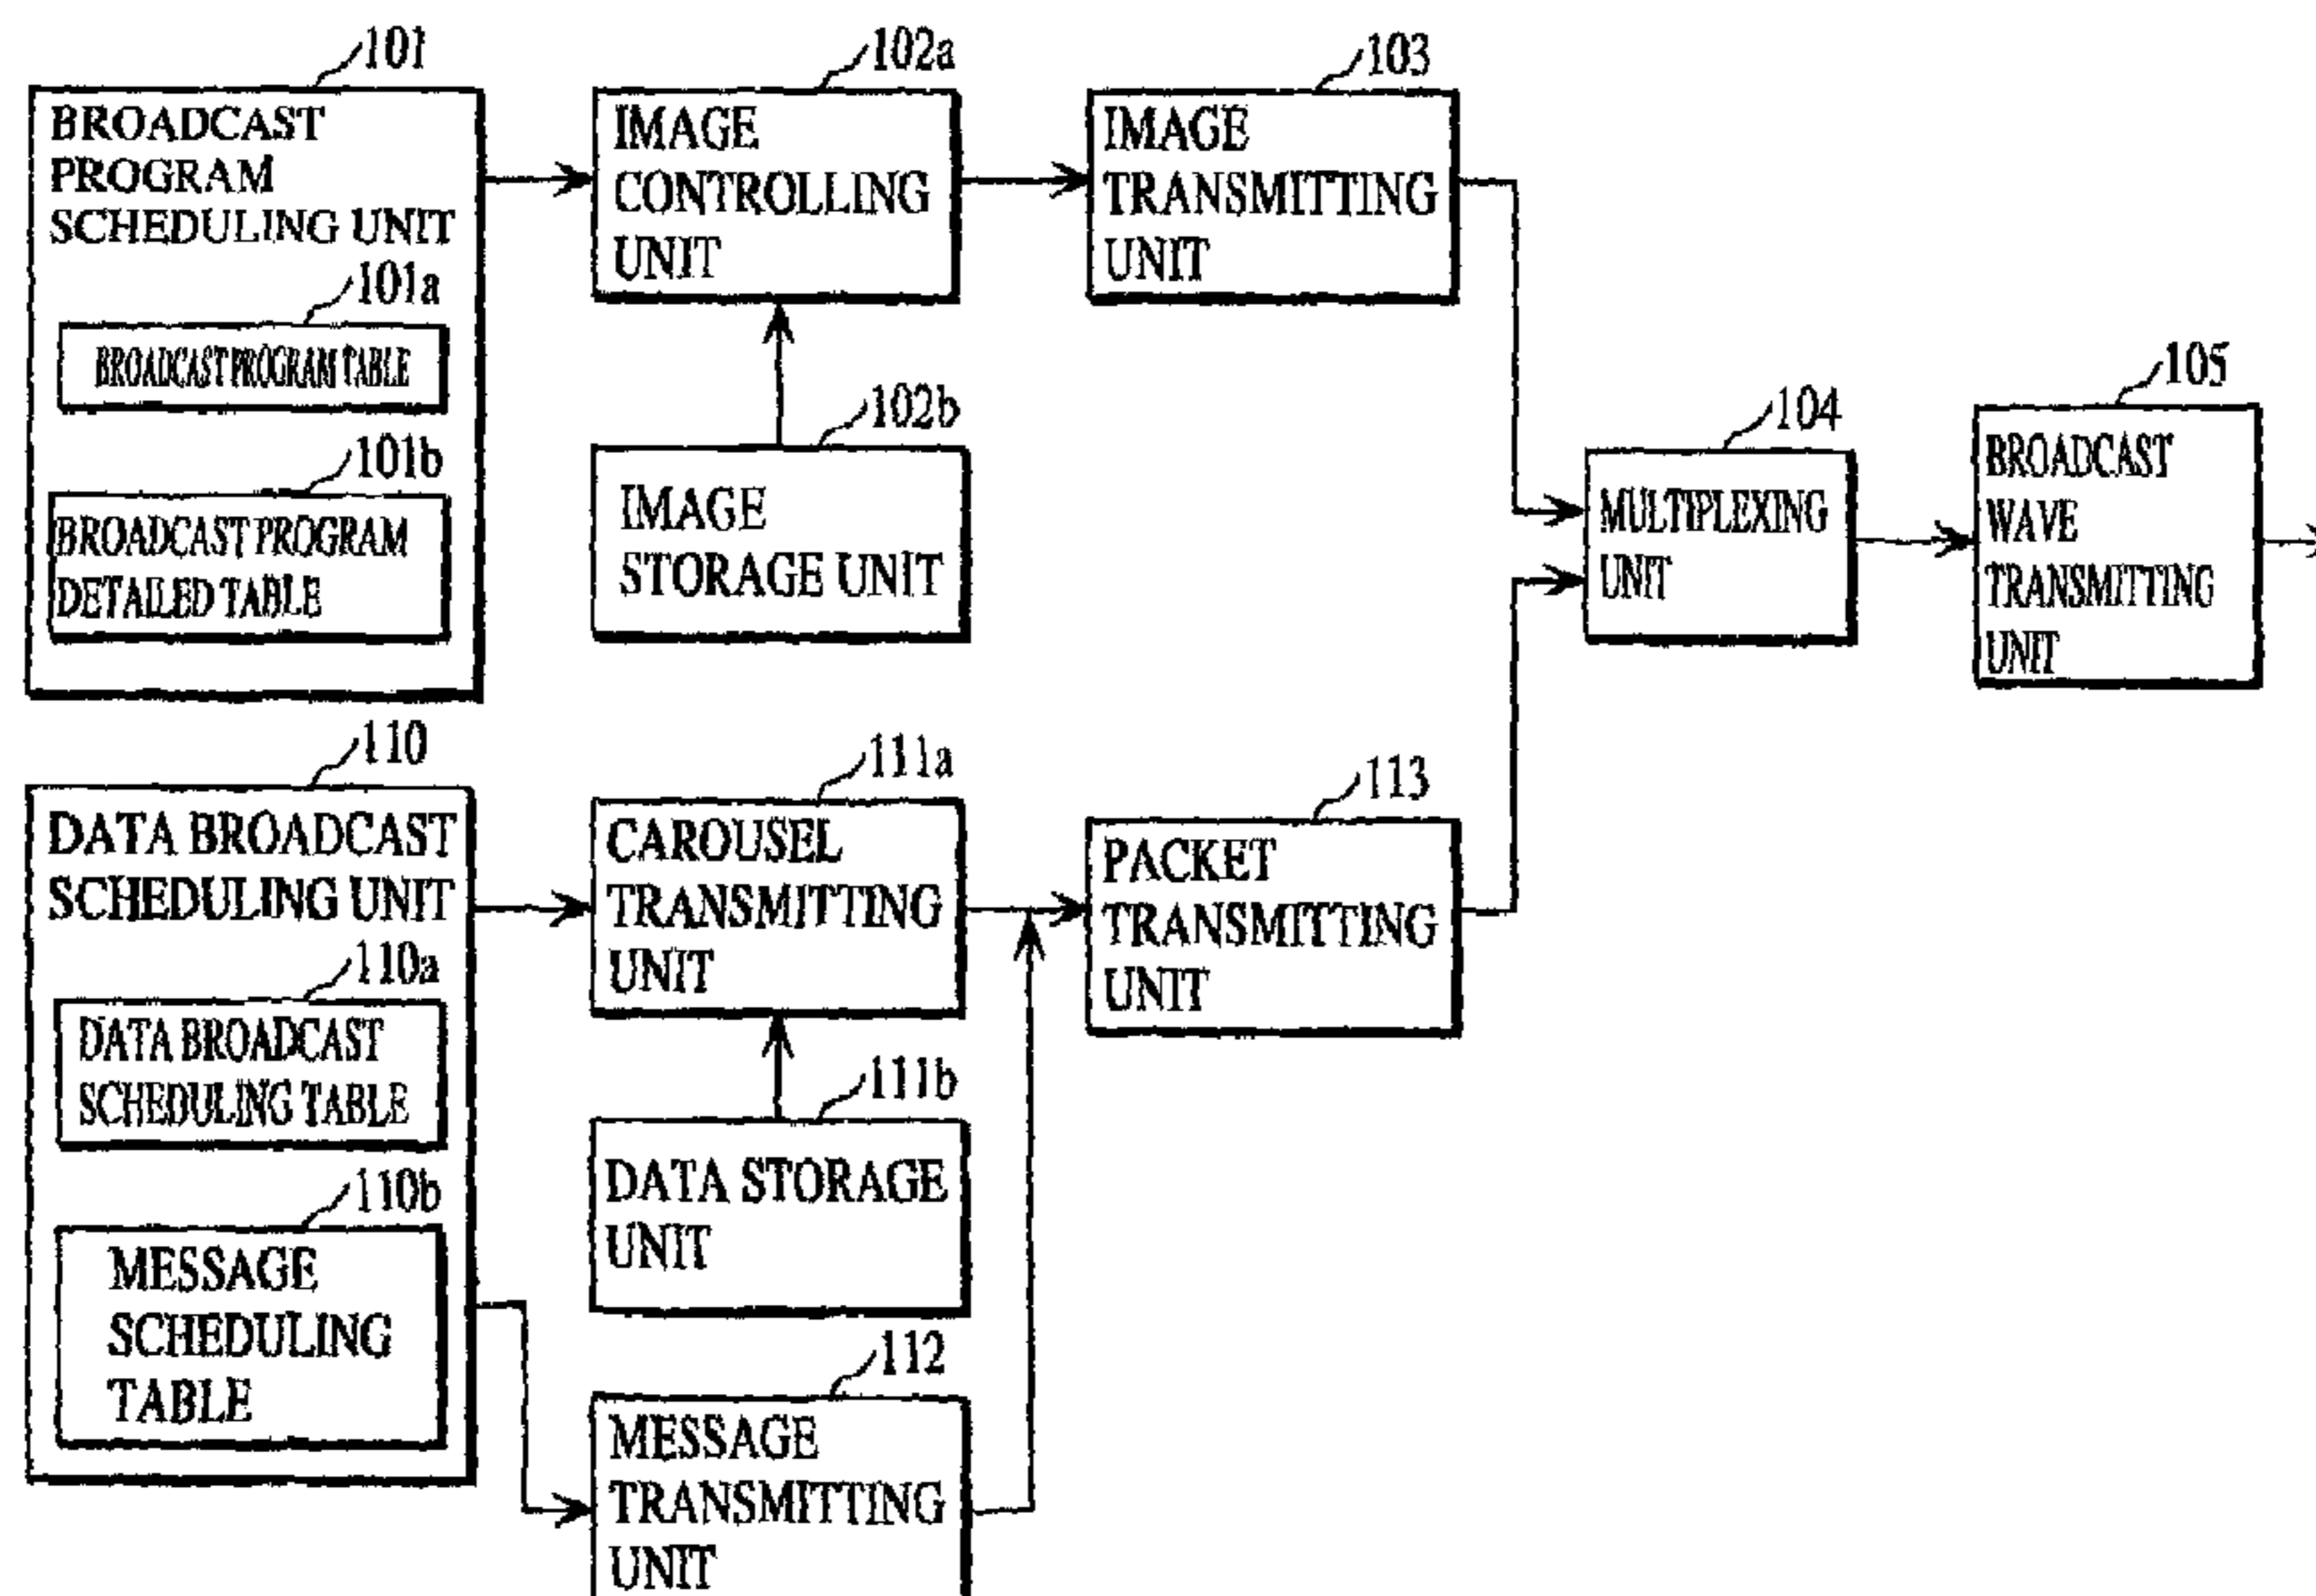 101
BROADCAST
PROGRAM
SCHEDULING UNIT
101a
BROADCAST PROGRAM TABLE
101b
BROADCAST PROGRAM
DETAILED TABLE
102a
IMAGE
CONTROLLING
UNIT
102b
IMAGE
STORAGE UNIT
103
IMAGE
TRANSMITTING
UNIT
104
MULTIPLEXING
UNIT
105
BROADCAST
WAVE
TRANSMITTING
UNIT
110
DATA BROADCAST
SCHEDULING UNIT
110a
DATA BROADCAST
SCHEDULING TABLE
110b
MESSAGE
SCHEDULING
TABLE
111a
CAROUSEL
TRANSMITTING
UNIT
111b
DATA STORAGE
UNIT
112
MESSAGE
TRANSMITTING
UNIT
113
PACKET
TRANSMITTING
UNIT